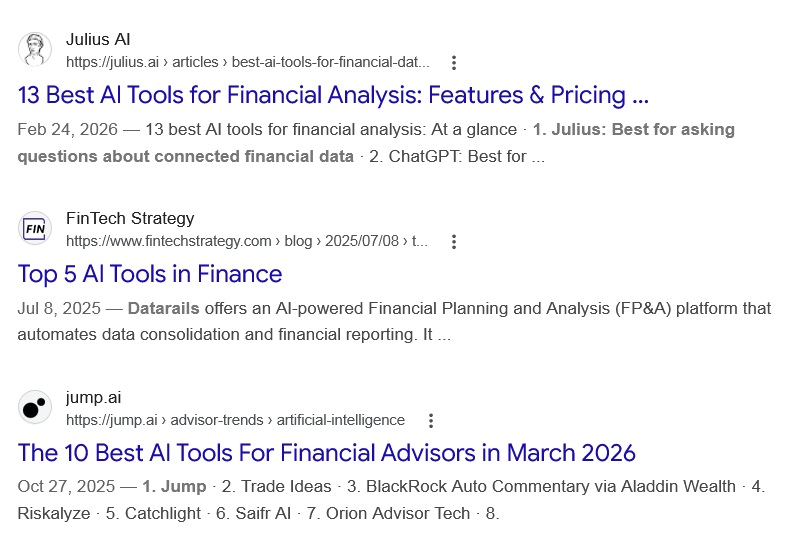 Julius AI
https://julius.ai › articles › best-ai-tools-for-financial-dat...
13 Best AI Tools for Financial Analysis: Features & Pricing ...
Feb 24, 2026 — 13 best AI tools for financial analysis: At a glance · 1. Julius: Best for asking
questions about connected financial data · 2. ChatGPT: Best for ...
FIN
FinTech Strategy
https://www.fintechstrategy.com › blog › 2025/07/08 › t...
Top 5 AI Tools in Finance
Jul 8, 2025 — Datarails offers an AI-powered Financial Planning and Analysis (FP&A) platform that
automates data consolidation and financial reporting. It ...
jump.ai
https://jump.ai › advisor-trends › artificial-intelligence
The 10 Best AI Tools For Financial Advisors in March 2026
Oct 27, 2025 — 1. Jump · 2. Trade Ideas · 3. BlackRock Auto Commentary via Aladdin Wealth · 4.
Riskalyze · 5. Catchlight · 6. Saifr AI · 7. Orion Advisor Tech · 8.